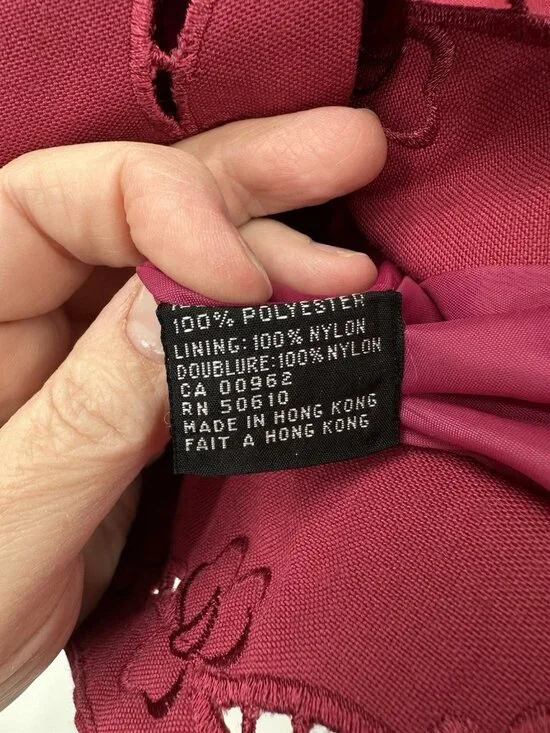 100% POLYESTER
LINING: 100% NYLON
DOUBLURE:100% NYLON
CA 00962
RN 50610
MADE IN HONG KONG
FAIT A HONG KONG